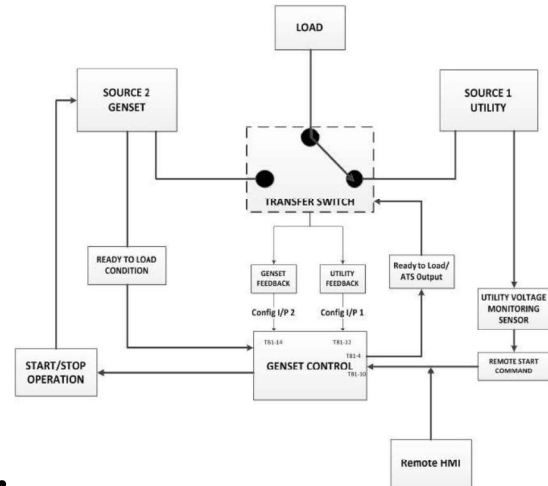 LOAD
SOURCE 2
GENSET
SOURCE 1
UTILITY
TRANSFER SWITCH
READY TO LOAD
CONDITION
GENSET
FEEDBACK
UTILITY
FEEDBACK
Ready to Load/
ATS Output
UTILITY VOLTAGE
MONITORING
SENSOR
Config I/P 2
Config I/P 1
TB1-14
TB1-12
TB1-4
GENSET CONTROL
TB1-10
START/STOP
OPERATION
REMOTE START
COMMAND
Remote HMI